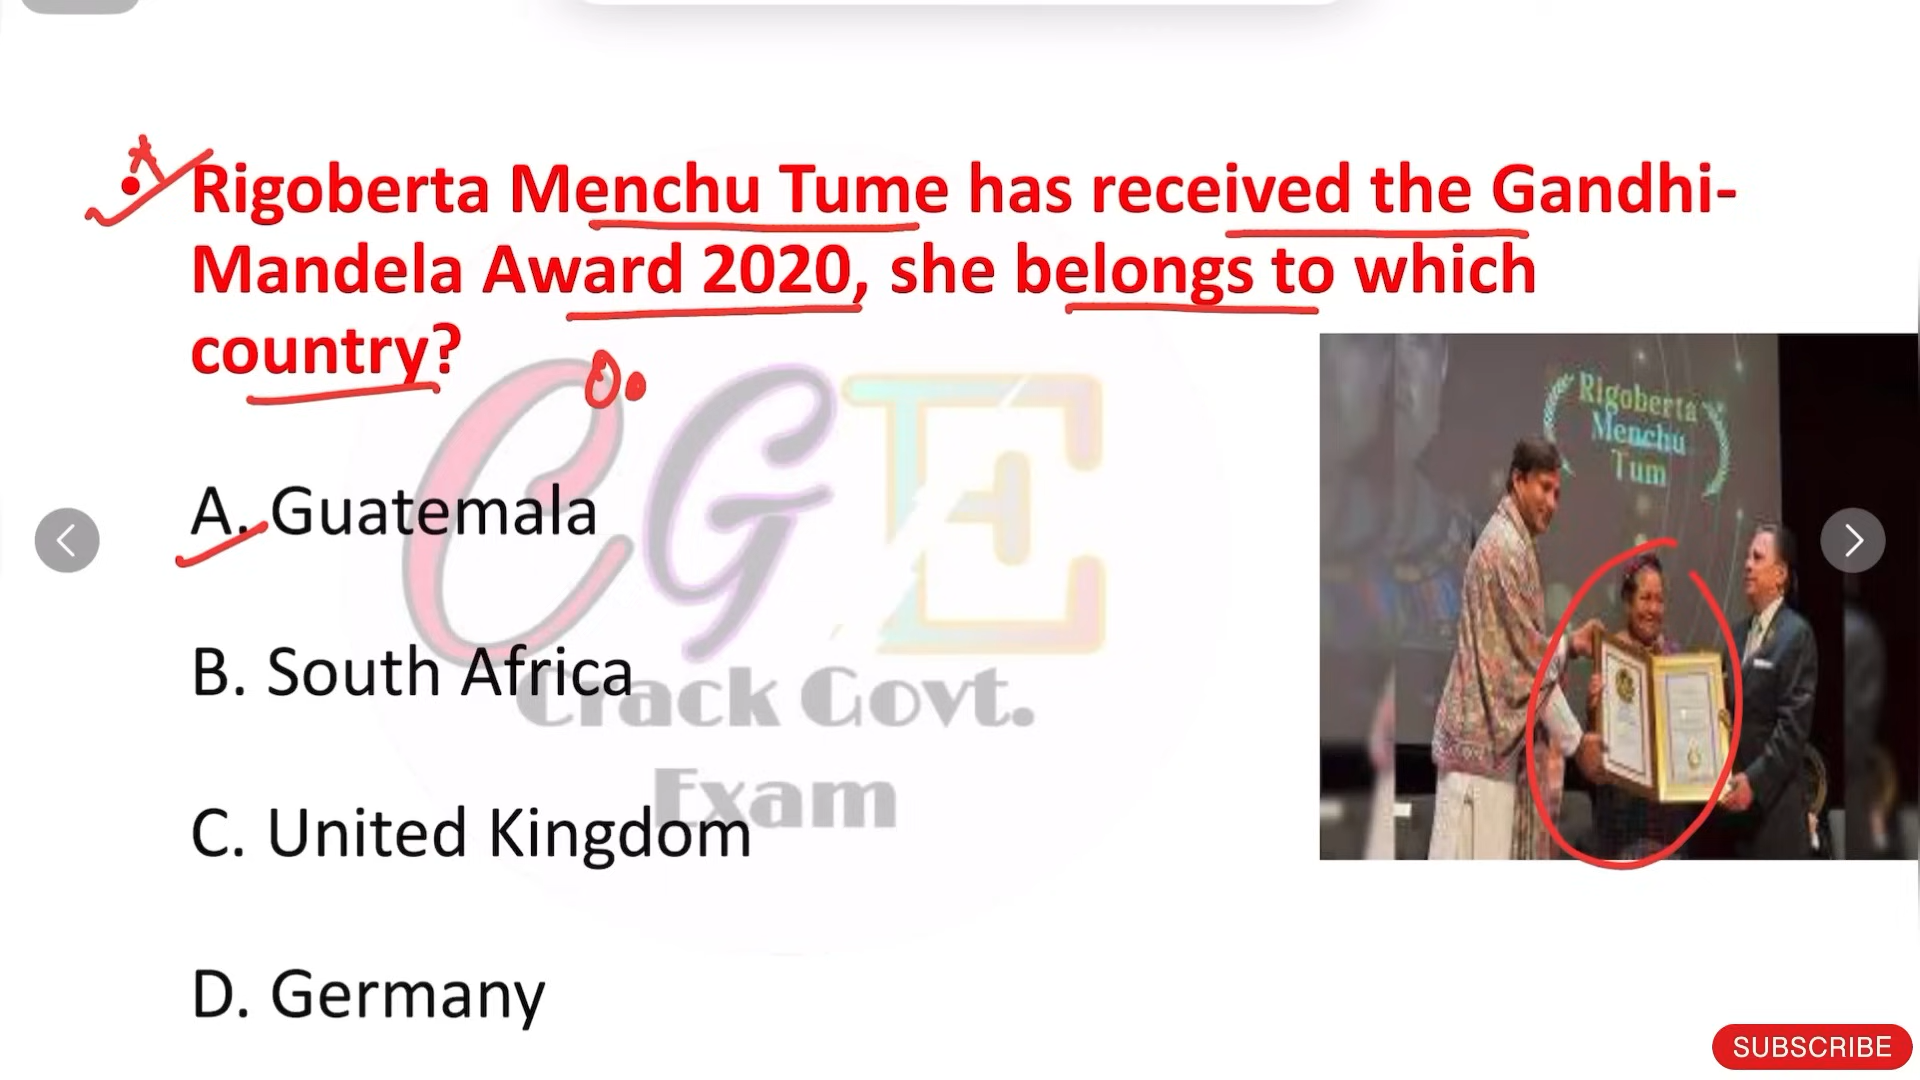 Rigoberta Menchu Tume has received the Gandhi-
Mandela Award 2020, she belongs to which
country?
A. Guatemala
B. South Africa
C. United Kingdom
D. Germany
CGE
Crack Govt.
Exam
Rigoberta
Menchu
Tum
SUBSCRIBE